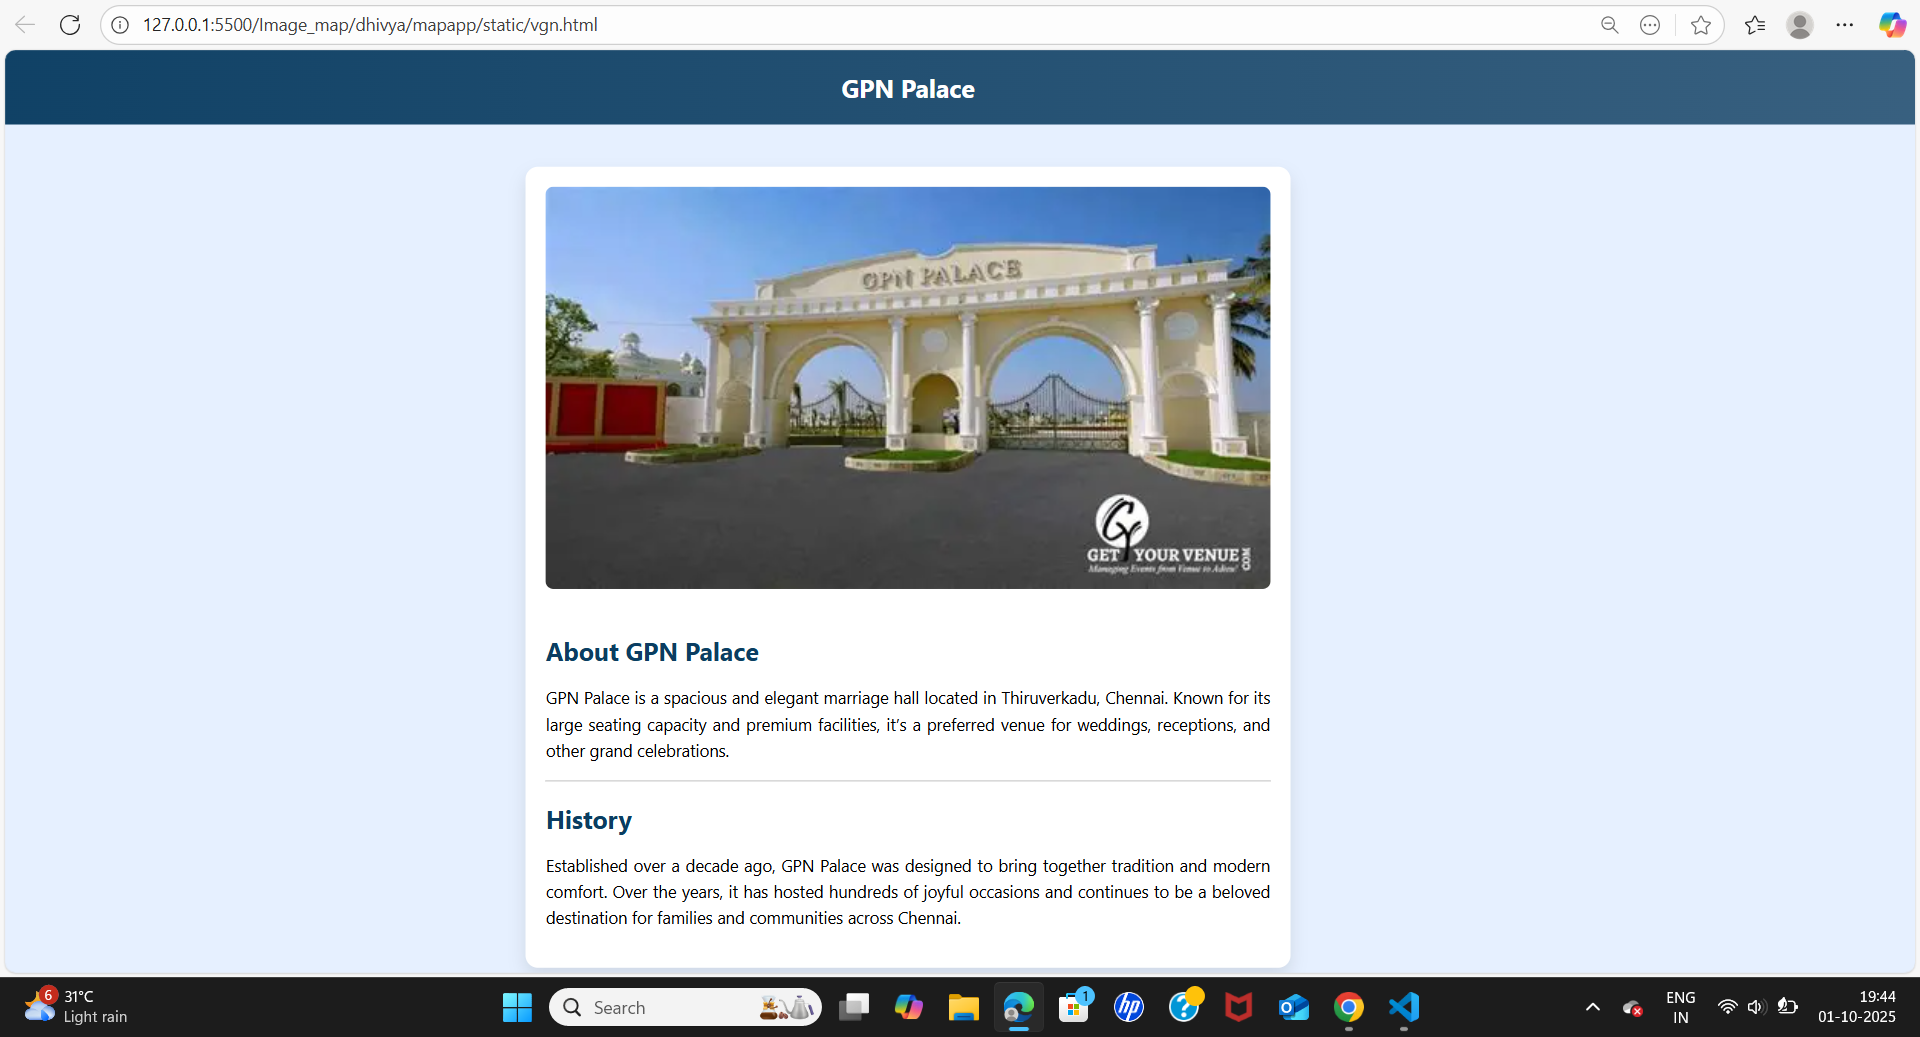 127.0.0.1:5500/Image_map/dhivya/mapapp/static/vgn.html
GPN Palace
GPN PALACE
GET YOUR VENUE .COM
Managing Events from Venue to Adieu!
About GPN Palace
GPN Palace is a spacious and elegant marriage hall located in Thiruverkadu, Chennai. Known for its
large seating capacity and premium facilities, it's a preferred venue for weddings, receptions, and
other grand celebrations.
History
Established over a decade ago, GPN Palace was designed to bring together tradition and modern
comfort. Over the years, it has hosted hundreds of joyful occasions and continues to be a beloved
destination for families and communities across Chennai.
6
31°C
Light rain
Search
1
hp
?
ENG
IN
19:44
01-10-2025